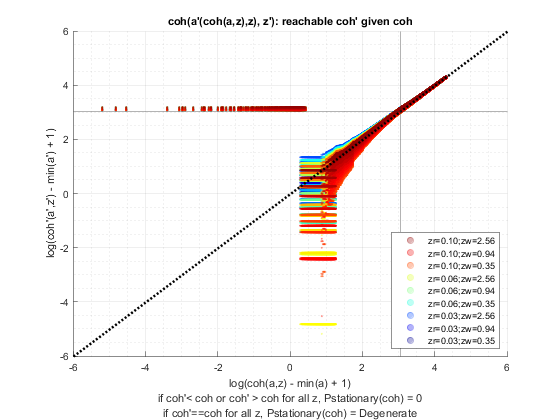 coh(a'(coh(a,z),z), z'): reachable coh' given coh
log(coh'(a',z') - min(a') + 1)
6
4
2
0
-2
-4
-6
-6
-4
-2
0
2
4
6
zr=0.10;zw=2.56
zr=0.10;zw=0.94
zr=0.10;zw=0.35
zr=0.06;zw=2.56
zr=0.06;zw=0.94
zr=0.06;zw=0.35
zr=0.03;zw=2.56
zr=0.03;zw=0.94
zr=0.03;zw=0.35
log(coh(a,z) - min(a) + 1)
if coh'< coh or coh' > coh for all z, Pstationary(coh) = 0
if coh'==coh for all z, Pstationary(coh) = Degenerate